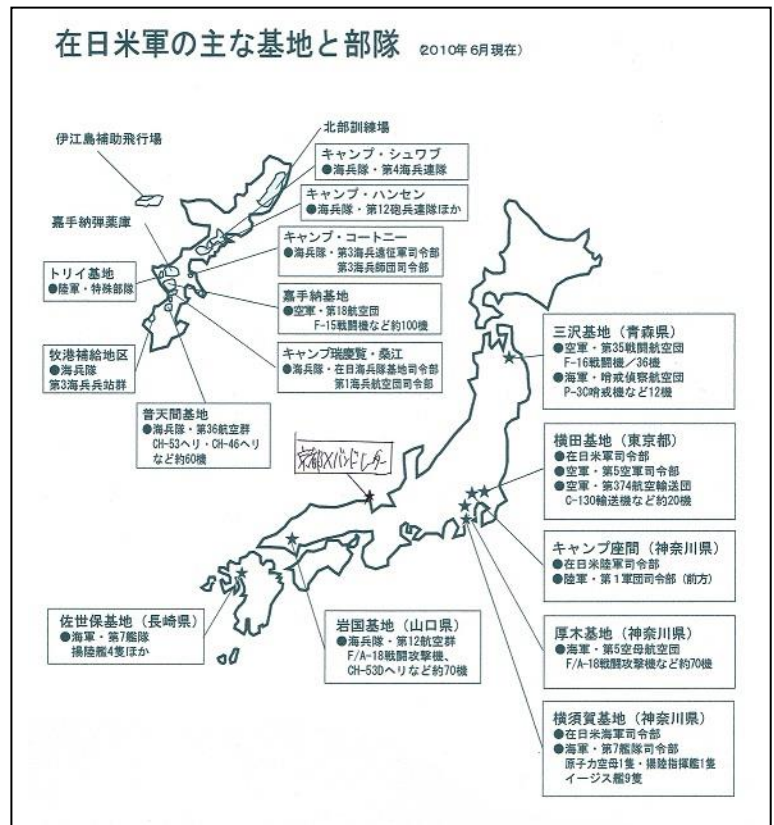 在日米軍の主な基地と部隊 (2010年6月現在)
伊江島補助飛行場
北部訓練場
キャンプ・シュワブ
●海兵隊・第4海兵連隊
キャンプ・ハンセン
●海兵隊・第12砲兵連隊ほか
嘉手納弾薬庫
キャンプ・コートニー
●海兵隊・第3海兵遠征軍司令部
第3海兵師団司令部
トリイ基地
●陸軍・特殊部隊
嘉手納基地
●空軍・第18航空団
F-15戦闘機など約100機
牧港補給地区
●海兵隊
第3海兵兵站群
キャンプ瑞慶覧・桑江
●海兵隊・在日海兵隊基地司令部
第1海兵航空団司令部
普天間基地
●海兵隊・第36航空群
CH-53ヘリ・CH-46ヘリ
など約60機
京都Xバンドレーダー
三沢基地(青森県)
●空軍・第35戦闘航空団
F-16戦闘機/36機
●海軍・哨戒偵察航空団
P-3C哨戒機など12機
横田基地(東京都)
●在日米軍司令部
●空軍・第5空軍司令部
●空軍・第374航空輸送団
C-130輸送機など約20機
キャンプ座間(神奈川県)
●在日米陸軍司令部
●陸軍・第1軍団司令部(前方)
佐世保基地(長崎県)
●海軍・第7艦隊
揚陸艦4隻ほか
岩国基地(山口県)
●海兵隊・第12航空群
F/A-18戦闘攻撃機、
CH-53Dヘリなど約70機
厚木基地(神奈川県)
●海軍・第5空母航空団
F/A-18戦闘攻撃機など約70機
横須賀基地(神奈川県)
●在日米海軍司令部
●海軍・第7艦隊司令部
原子力空母1隻・揚陸指揮艦1隻
イージス艦9隻